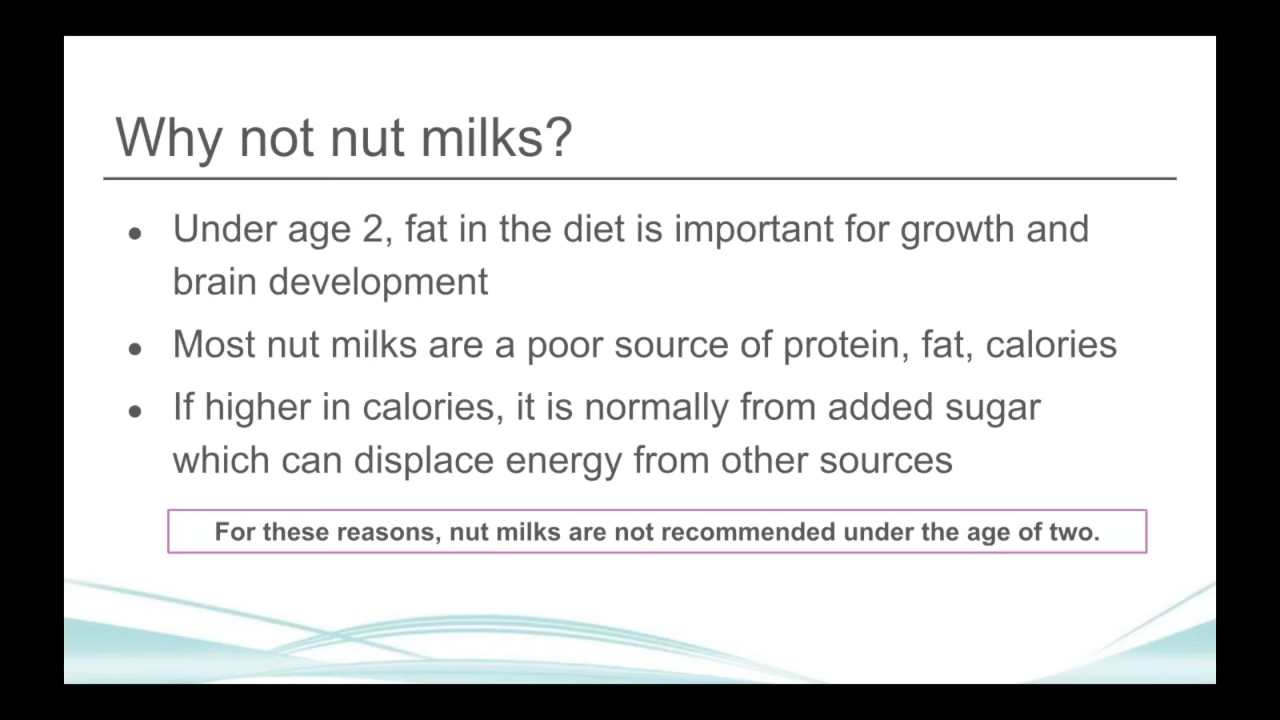 Why not nut milks?
● Under age 2, fat in the diet is important for growth and
brain development
● Most nut milks are a poor source of protein, fat, calories
● If higher in calories, it is normally from added sugar
which can displace energy from other sources
For these reasons, nut milks are not recommended under the age of two.